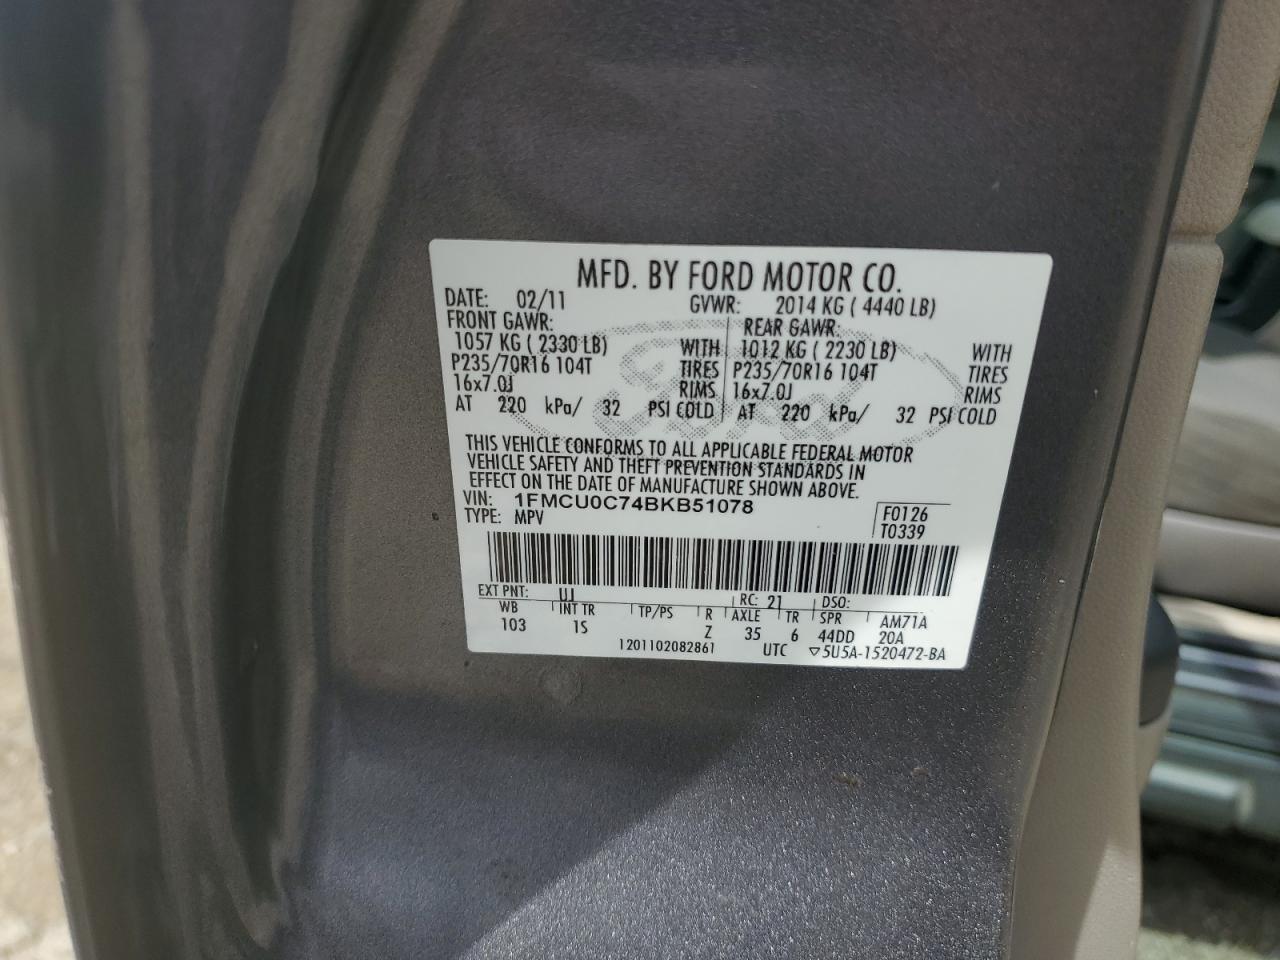 MFD. BY FORD MOTOR CO.
DATE: 02/11 GVWR: 2014 KG ( 4440 LB)
FRONT GAWR: REAR GAWR:
1057 KG ( 2330 LB) WITH 1012 KG ( 2230 LB) WITH
P235/70R16 104T TIRES P235/70R16 104T TIRES
16x7.0J RIMS 16x7.0J RIMS
AT 220 kPa/ 32 PSI COLD AT 220 kPa/ 32 PSI COLD
Ford
THIS VEHICLE CONFORMS TO ALL APPLICABLE FEDERAL MOTOR
VEHICLE SAFETY AND THEFT PREVENTION STANDARDS IN
EFFECT ON THE DATE OF MANUFACTURE SHOWN ABOVE.
VIN: 1FMCU0C74BKB51078 F0126
TYPE: MPV T0339
EXT PNT: UJ RC: 21 DSO:
WB INT TR TP/PS R AXLE TR SPR AM71A
103 1S Z 35 6 44DD 20A
1201102082861 UTC ▽5U5A-1520472-BA